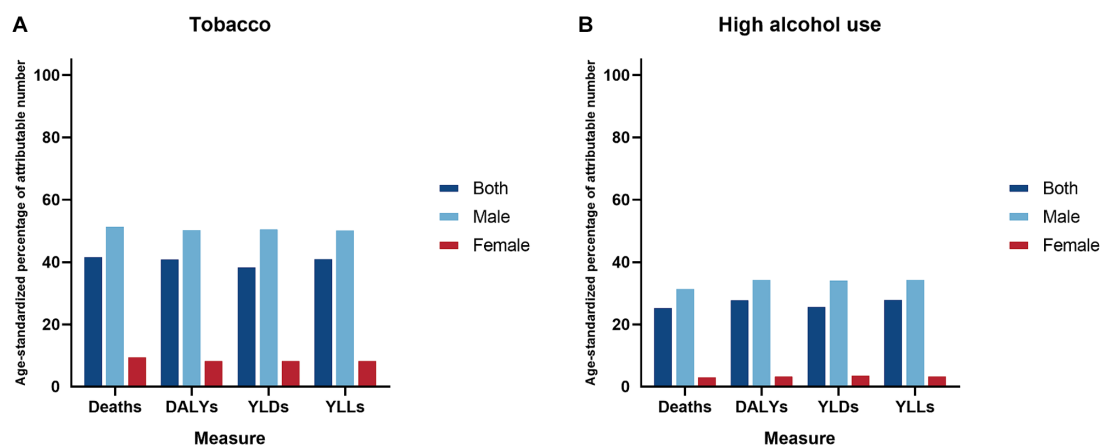 A
Tobacco
Age-standardized percentage of attributable number
100
80
60
40
20
0
Deaths DALYs YLDs YLLs
Measure
Both
Male
Female
B
High alcohol use
Age-standardized percentage of attributable number
100
80
60
40
20
0
Deaths DALYs YLDs YLLs
Measure
Both
Male
Female